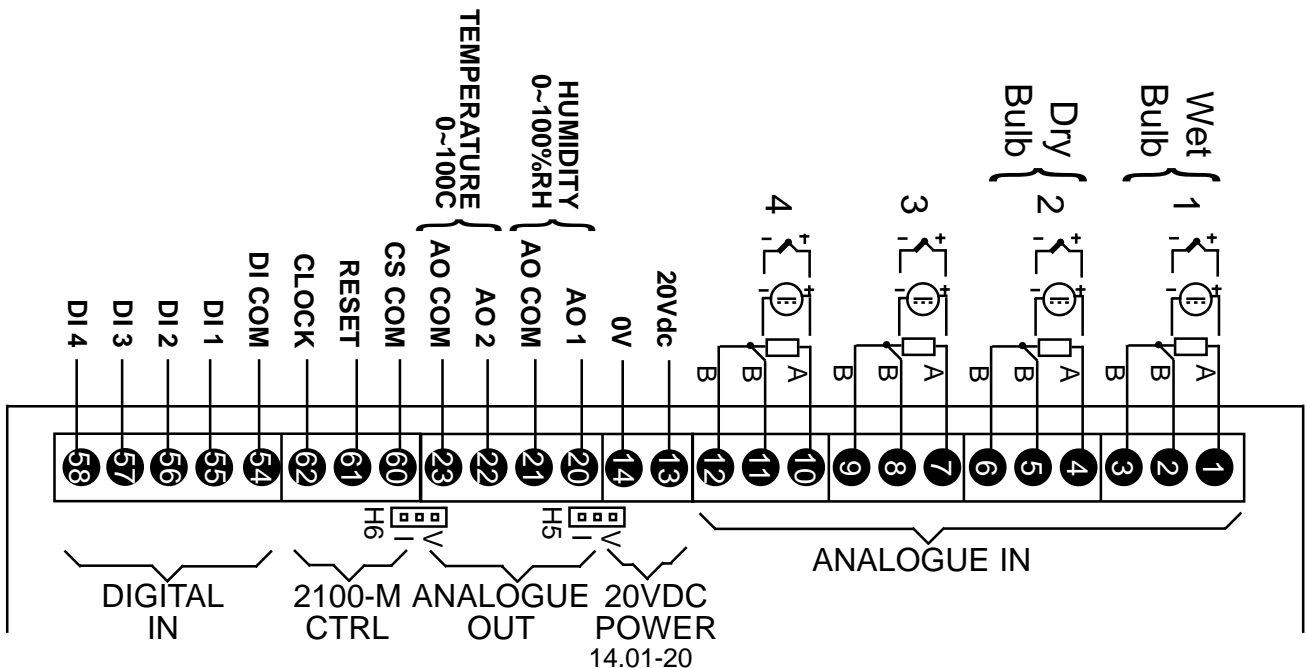 TEMPERATURE
0~100C
HUMIDITY
0~100%RH
Dry
Bulb
Wet
Bulb
4
3
2
1
- +
- +
- +
- +
- +
- +
- +
- +
DI 4
DI 3
DI 2
DI 1
DI COM
CLOCK
RESET
CS COM
AO COM
AO 2
AO COM
AO 1
0V
20Vdc
B B A
B B A
B B A
B B A
58 57 56 55 54 62 61 60 23 22 21 20 14 13 12 11 10 9 8 7 6 5 4 3 2 1
H6 I V
H5 I V
DIGITAL
IN
2100-M
CTRL
ANALOGUE
OUT
20VDC
POWER
14.01-20
ANALOGUE IN